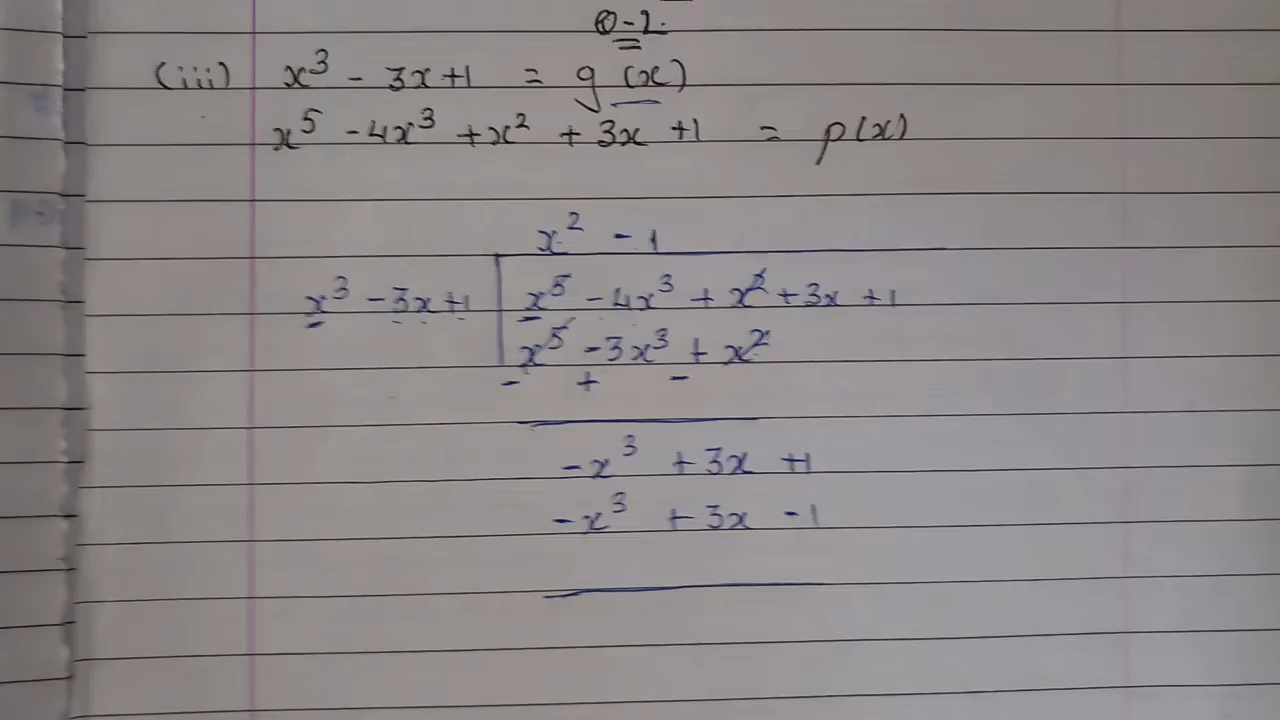 Q-2.
(iii) x³ - 3x+1 = g(x)
x⁵ -4x³ +x² + 3x +1 = p(x)
x² - 1
x³ -3x+1 x⁵ -4x³ + x² +3x +1
x⁵ -3x³ + x²
- + -
-x³ +3x +1
-x³ +3x -1